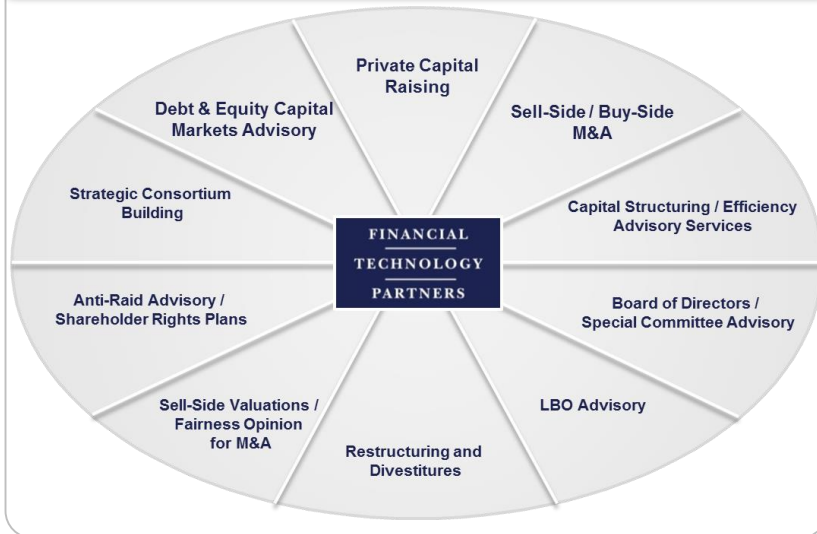 Private Capital
Raising
Sell-Side / Buy-Side
M&A
Capital Structuring / Efficiency
Advisory Services
Board of Directors /
Special Committee Advisory
LBO Advisory
Restructuring and
Divestitures
Sell-Side Valuations /
Fairness Opinion
for M&A
Anti-Raid Advisory /
Shareholder Rights Plans
Strategic Consortium
Building
Debt & Equity Capital
Markets Advisory
FINANCIAL
TECHNOLOGY
PARTNERS